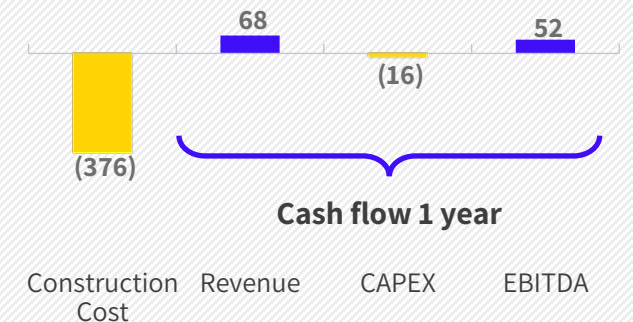 68
52
(16)
(376)
Cash flow 1 year
Construction Cost
Revenue
CAPEX
EBITDA